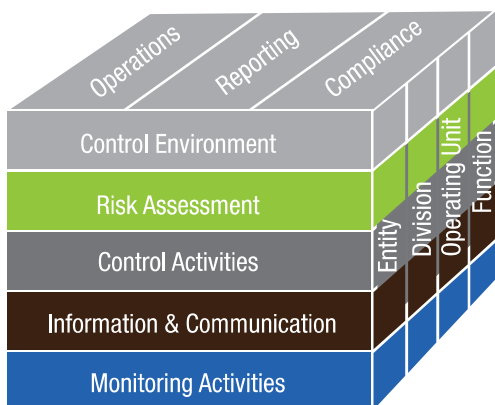 Operations
Reporting
Compliance
Control Environment
Risk Assessment
Control Activities
Information & Communication
Monitoring Activities
Entity
Division
Operating Unit
Function